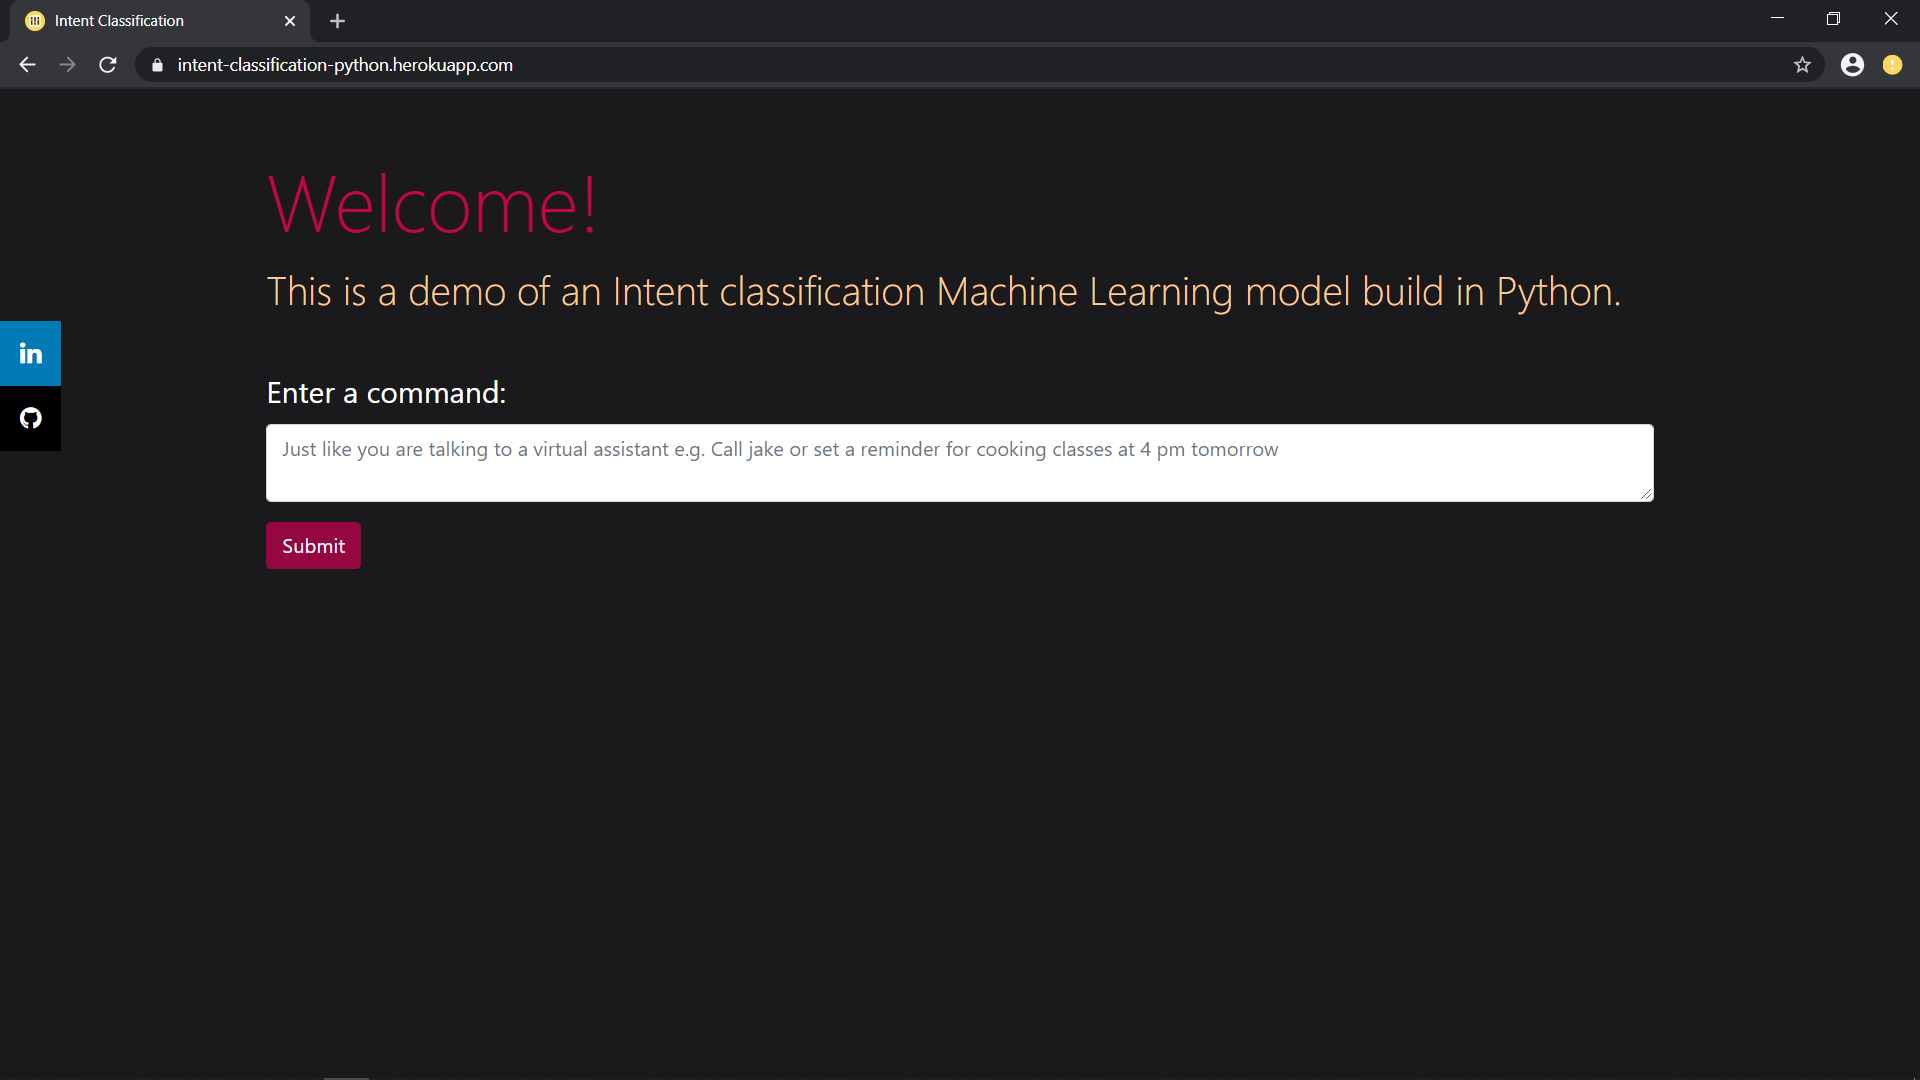 Intent Classification
intent-classification-python.herokuapp.com
Welcome!
This is a demo of an Intent classification Machine Learning model build in Python.
in
Enter a command:
Just like you are talking to a virtual assistant e.g. Call jake or set a reminder for cooking classes at 4 pm tomorrow
Submit